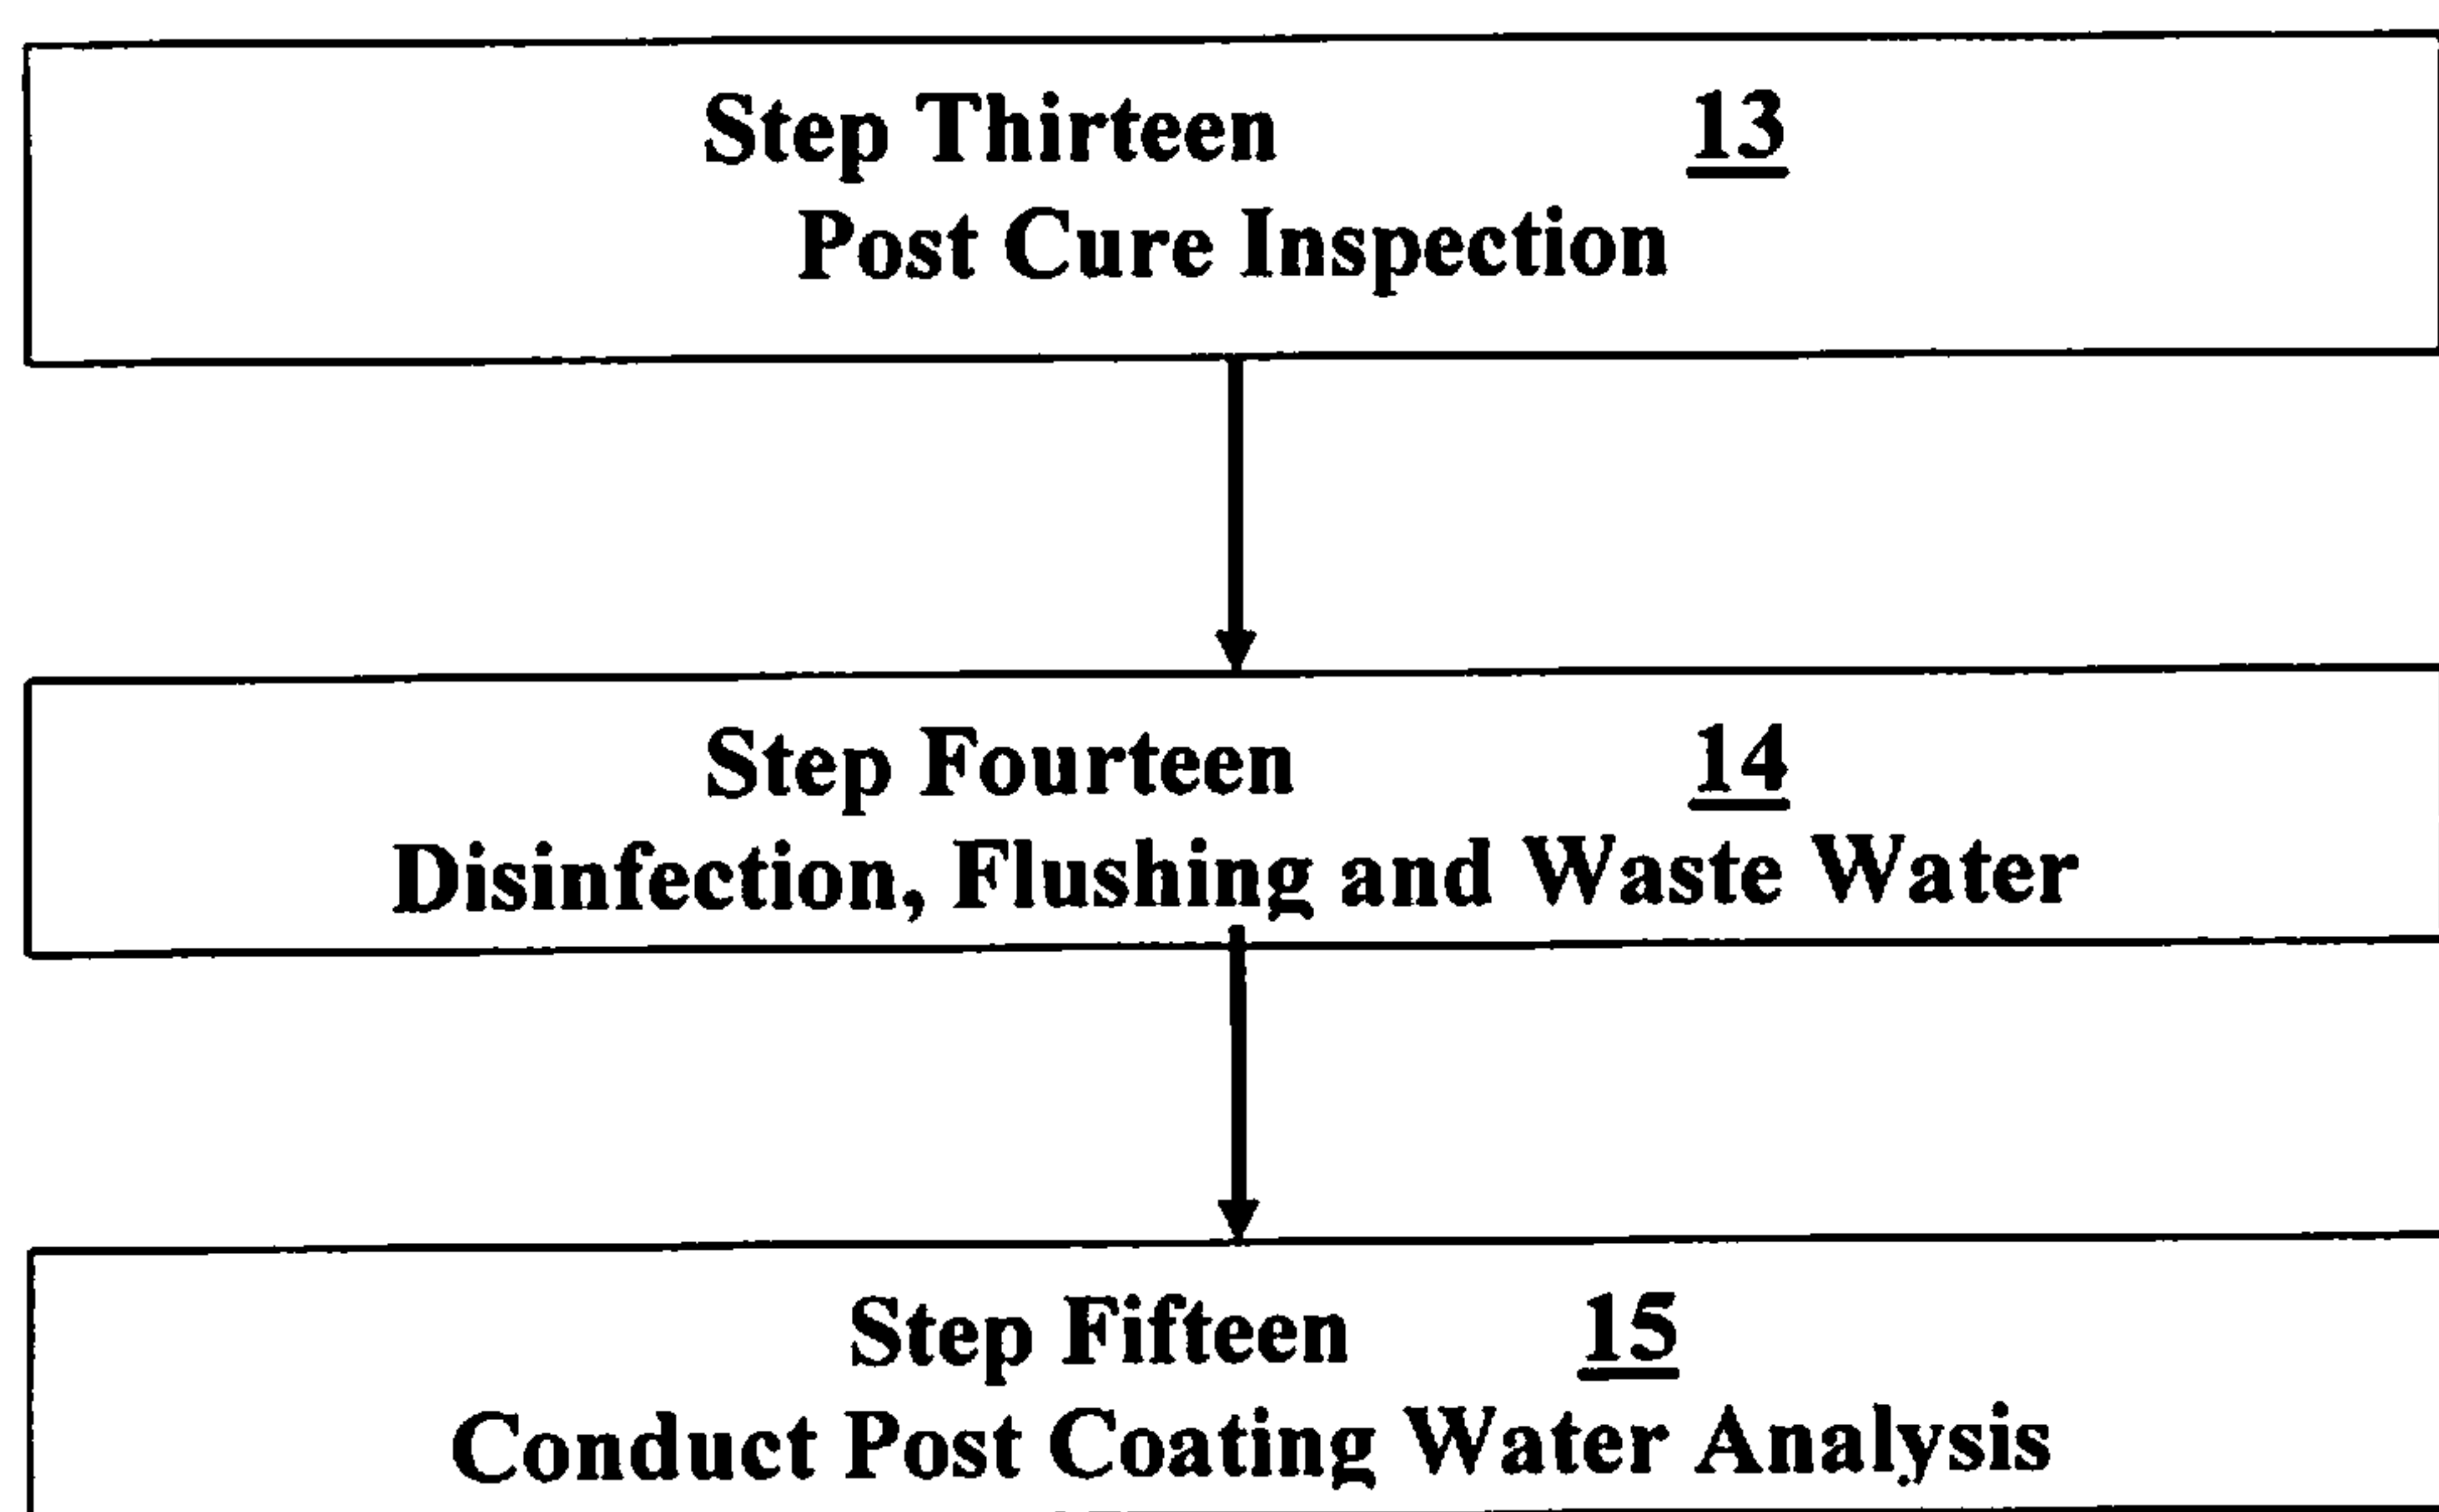 Step Thirteen 13
Post Cure Inspection
Step Fourteen 14
Disinfection, Flushing and Waste Water
Step Fifteen 15
Conduct Post Coating Water Analysis